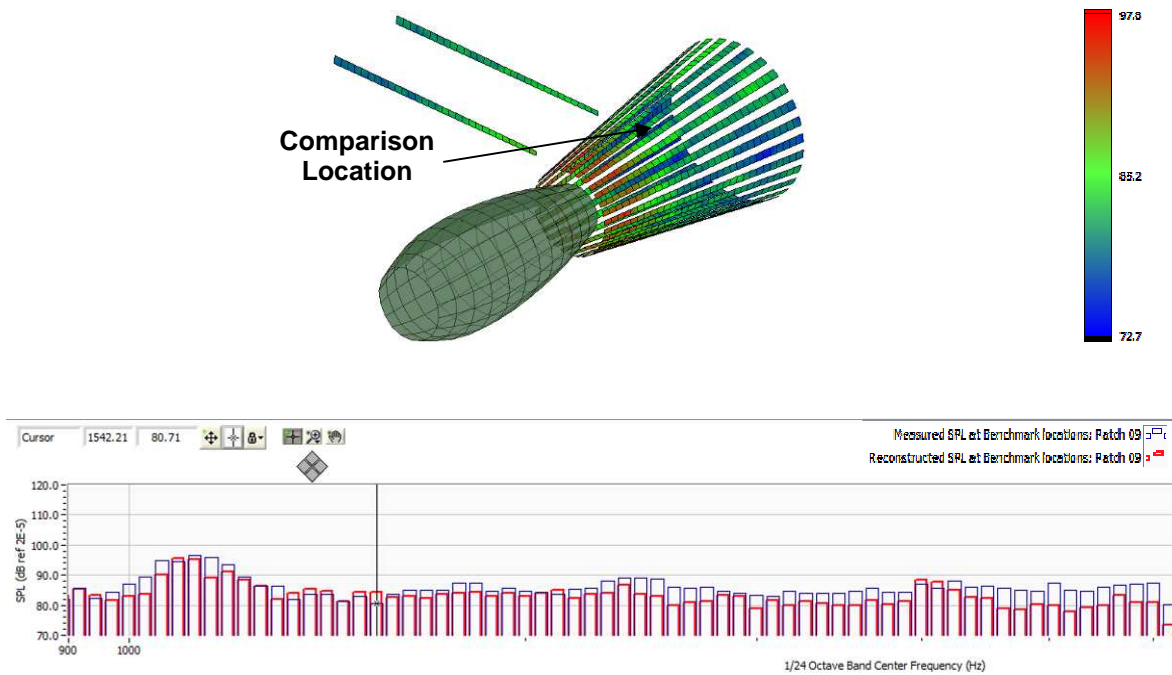 97.8
Comparison
Location
85.2
72.7
Cursor 1542.21 80.71
Measured SPL at Benchmark locations: Patch 09
Reconstructed SPL at Benchmark locations: Patch 09
120.0
110.0
100.0
90.0
80.0
70.0
SPL (dB ref 2E-5)
900 1000
1/24 Octave Band Center Frequency (Hz)